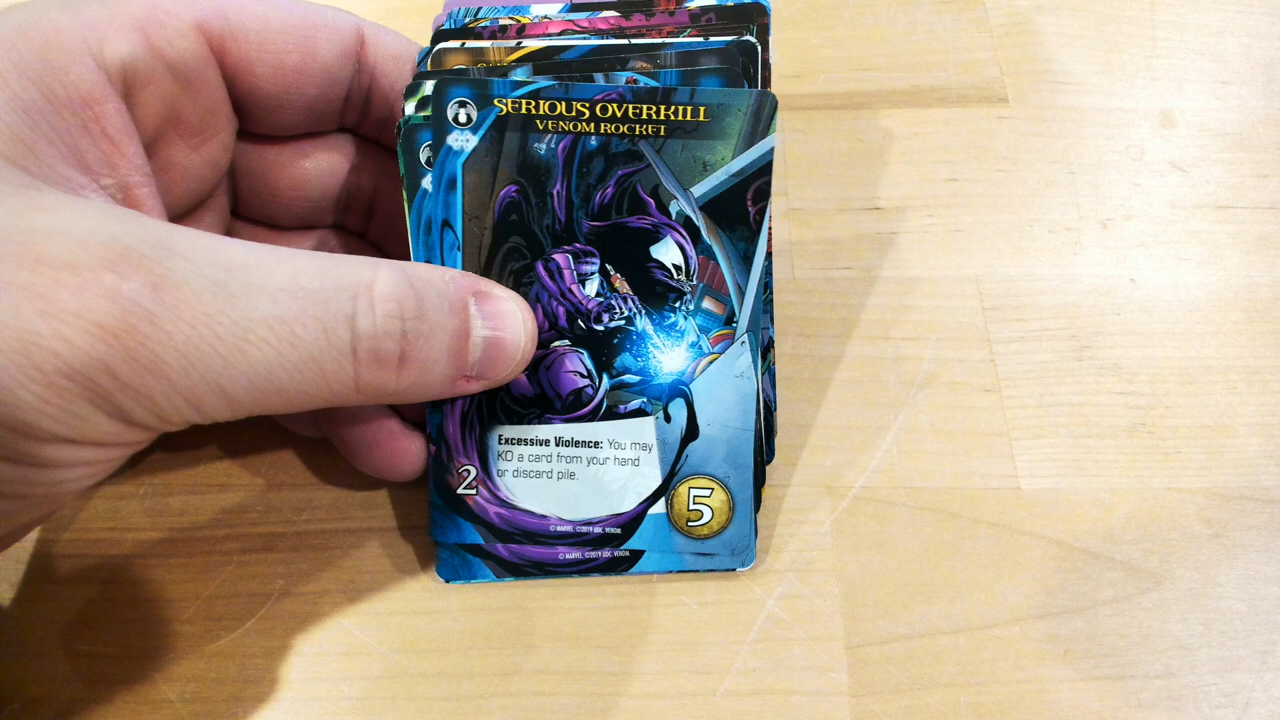 SERIOUS OVERKILL
VENOM ROCKET
Excessive Violence: You may
KO a card from your hand
or discard pile.
2
5
© MARVEL. ©2019 UDC. VENOM.
© MARVEL. ©2019 UDC. VENOM.